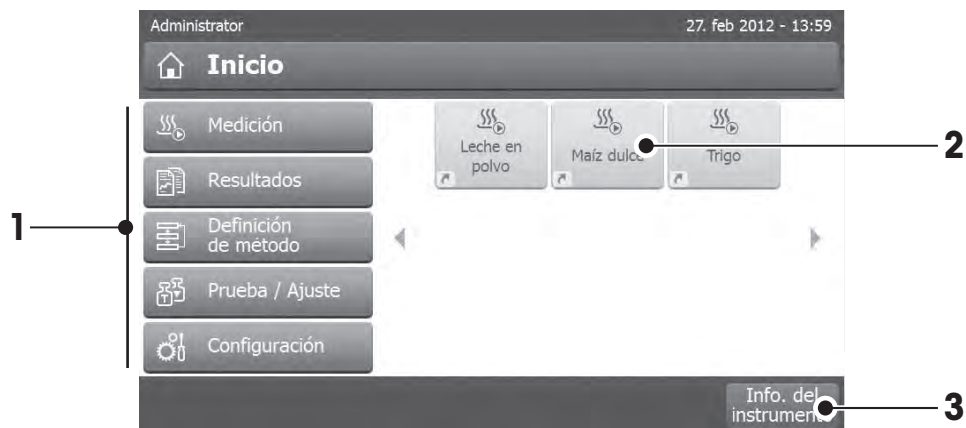 Administrator
27. feb 2012 - 13:59
Inicio
Medición
Resultados
Definición
de método
Prueba / Ajuste
Configuración
Leche en
polvo
Maíz dulce
Trigo
Info. del
instrument
1
2
3